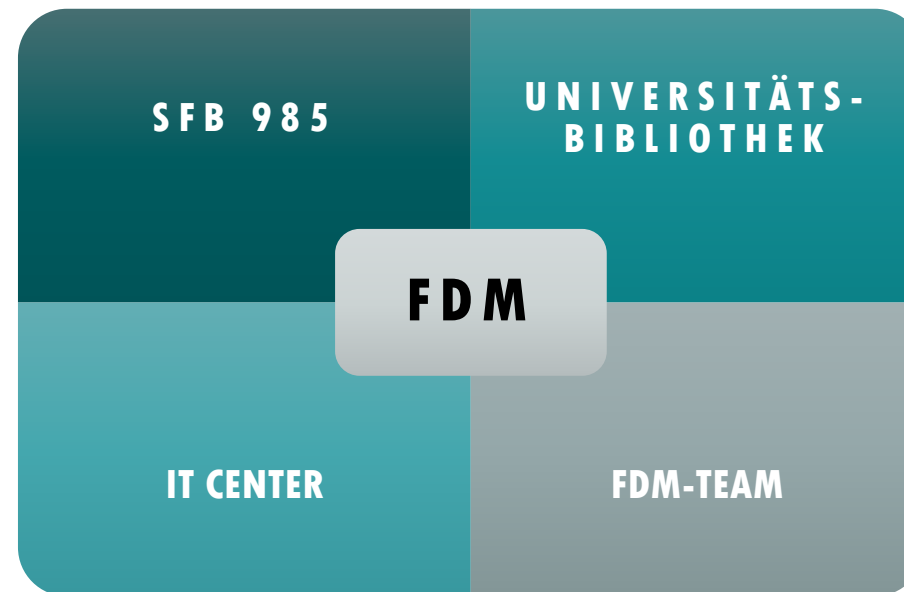 SFB 985
UNIVERSITÄTS-
BIBLIOTHEK
FDM
IT CENTER
FDM-TEAM